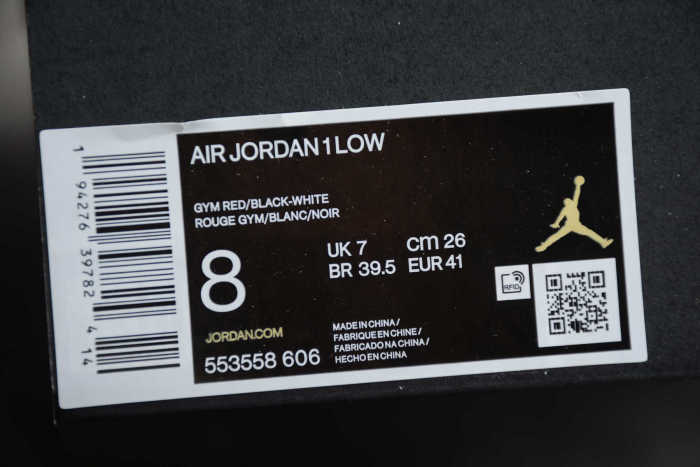 1 94276 39782 4 14
AIR JORDAN 1 LOW
GYM RED/BLACK-WHITE
ROUGE GYM/BLANC/NOIR
8
UK 7 cm 26
BR 39.5 EUR 41
RFID
JORDAN.COM
553558 606
MADE IN CHINA /
FABRIQUE EN CHINE /
FABRICADO NA CHINA /
HECHO EN CHINA